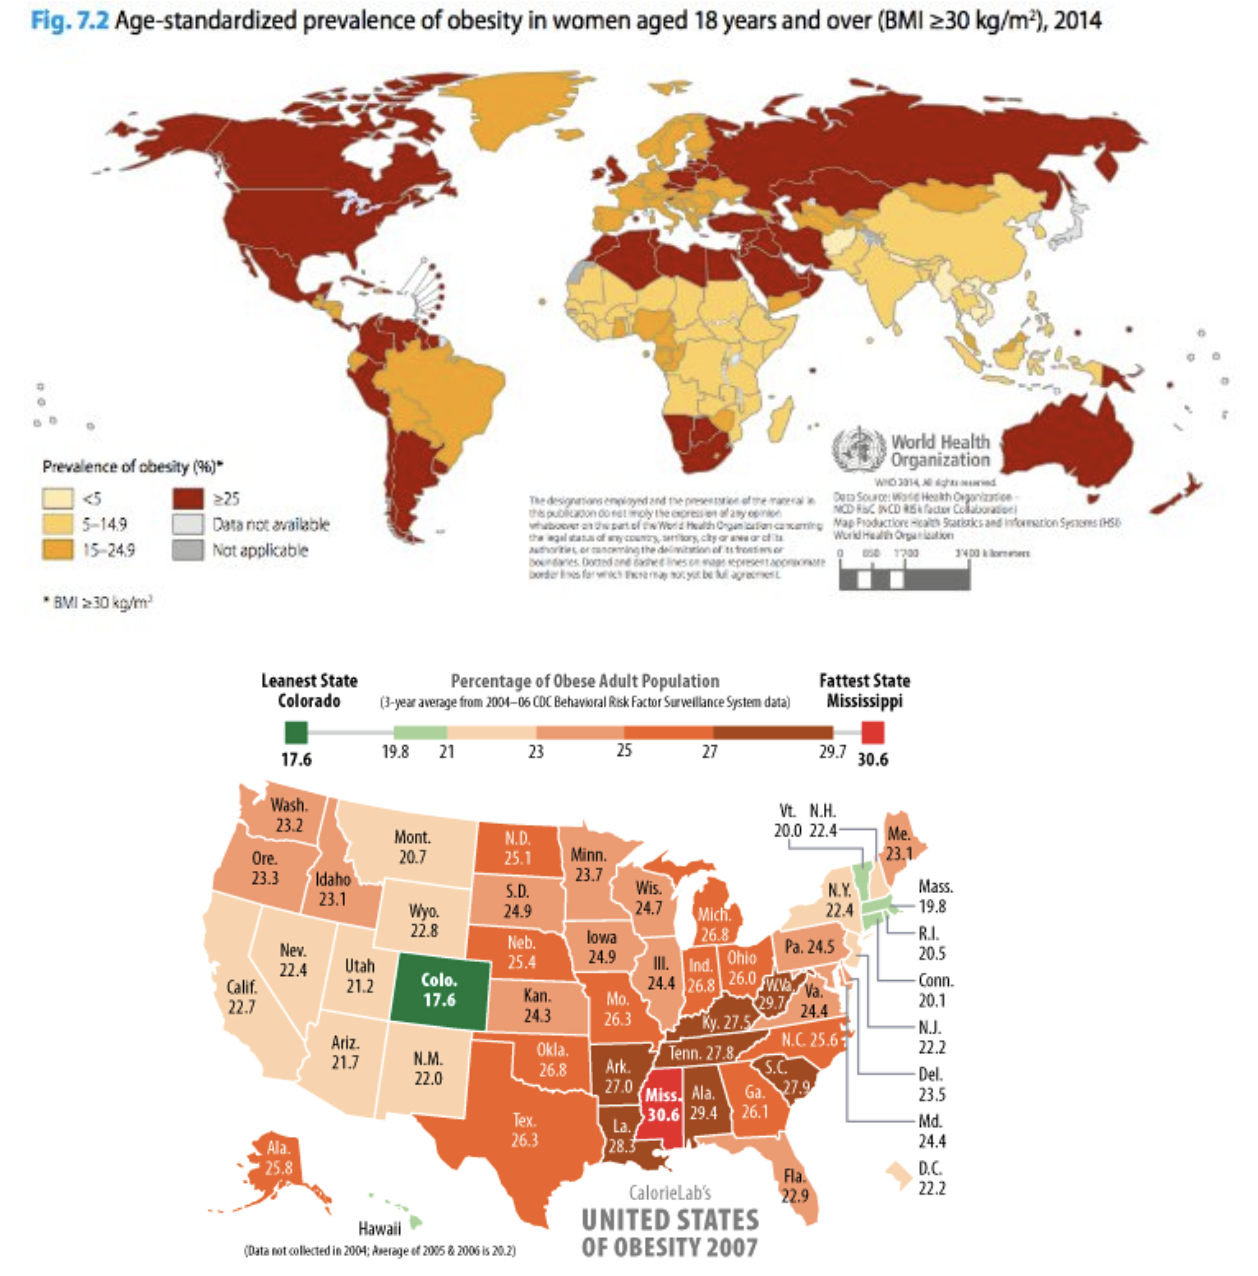 Fig. 7.2 Age-standardized prevalence of obesity in women aged 18 years and over (BMI ≥30 kg/m²), 2014
World Health
Organization
WHO 2014, All rights reserved.
Prevalence of obesity (%)*
<5
5–14.9
15–24.9
≥25
Data not available
Not applicable
* BMI ≥30 kg/m²
The designations employed and the presentation of the material in
this publication do not imply the expression of any opinion
whatsoever on the part of the World Health Organization concerning
the legal status of any country, territory, city or area or of its
authorities, or concerning the delimitation of its frontiers or
boundaries. Dotted and dashed lines on maps represent approximate
border lines for which there may not yet be full agreement.
Data Source: World Health Organization -
NCD RisC (NCD RISk factor Collaboration)
Map Production: Health Statistics and Information Systems (HSI)
World Health Organization
0 850 1'700 3'400 kilometers
Leanest State
Colorado
17.6
Percentage of Obese Adult Population
(3-year average from 2004–06 CDC Behavioral Risk Factor Surveillance System data)
Fattest State
Mississippi
30.6
19.8 21 23 25 27 29.7
Wash.
23.2
Ore.
23.3
Idaho
23.1
Mont.
20.7
Wyo.
22.8
N.D.
25.1
S.D.
24.9
Neb.
25.4
Minn.
23.7
Wis.
24.7
Iowa
24.9
Mich.
26.8
Vt.
20.0
N.H.
22.4
Me.
23.1
N.Y.
22.4
Mass.
19.8
R.I.
20.5
Conn.
20.1
N.J.
22.2
Del.
23.5
Md.
24.4
D.C.
22.2
Pa. 24.5
Calif.
22.7
Nev.
22.4
Utah
21.2
Colo.
17.6
Kan.
24.3
Mo.
26.3
Ill.
24.4
Ind.
26.8
Ohio
26.0
W.Va.
29.7
Va.
24.4
Ky. 27.5
Tenn. 27.8
N.C. 25.6
S.C.
27.9
Ariz.
21.7
N.M.
22.0
Okla.
26.8
Ark.
27.0
Tex.
26.3
La.
28.3
Miss.
30.6
Ala.
29.4
Ga.
26.1
Fla.
22.9
Ala.
25.8
Hawaii
(Data not collected in 2004; Average of 2005 & 2006 is 20.2)
CalorieLab's
UNITED STATES
OF OBESITY 2007